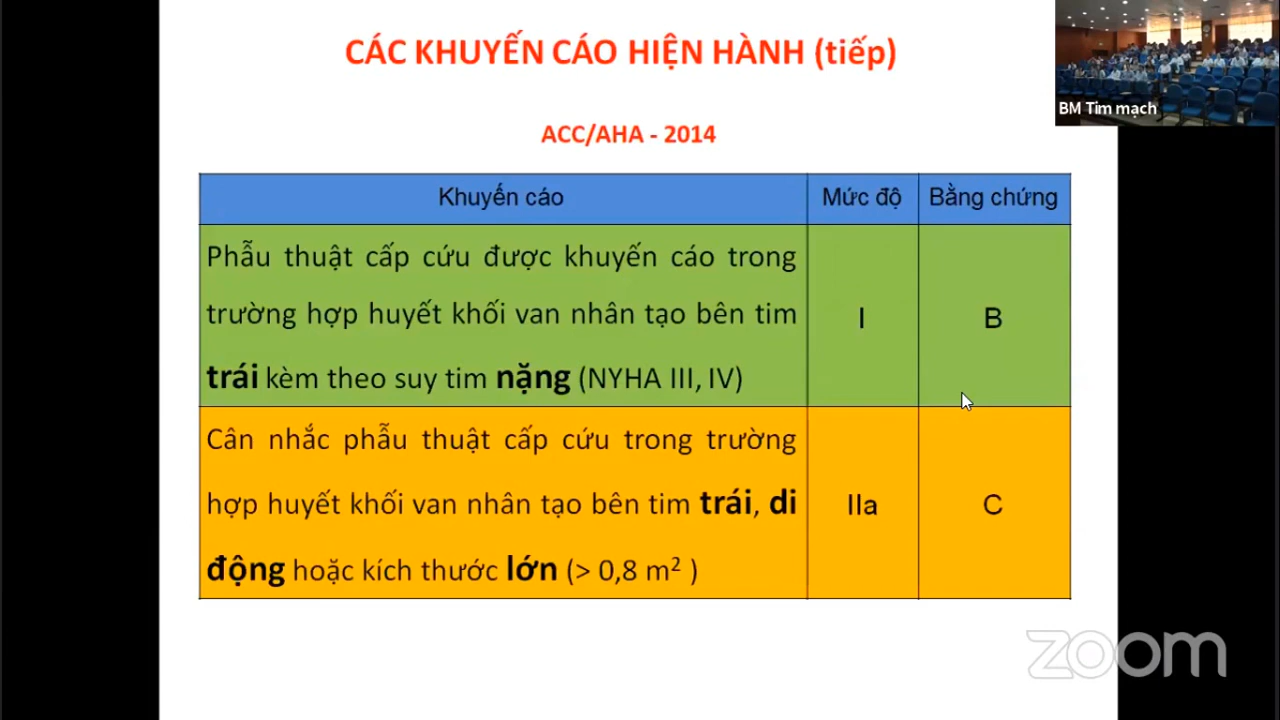 CÁC KHUYẾN CÁO HIỆN HÀNH (tiếp)
BM Tim mạch
ACC/AHA - 2014
Khuyến cáo Mức độ Bằng chứng
Phẫu thuật cấp cứu được khuyến cáo trong
trường hợp huyết khối van nhân tạo bên tim
trái kèm theo suy tim nặng (NYHA III, IV)
I B
Cân nhắc phẫu thuật cấp cứu trong trường
hợp huyết khối van nhân tạo bên tim trái, di
động hoặc kích thước lớn (> 0,8 m² )
IIa C
zoom